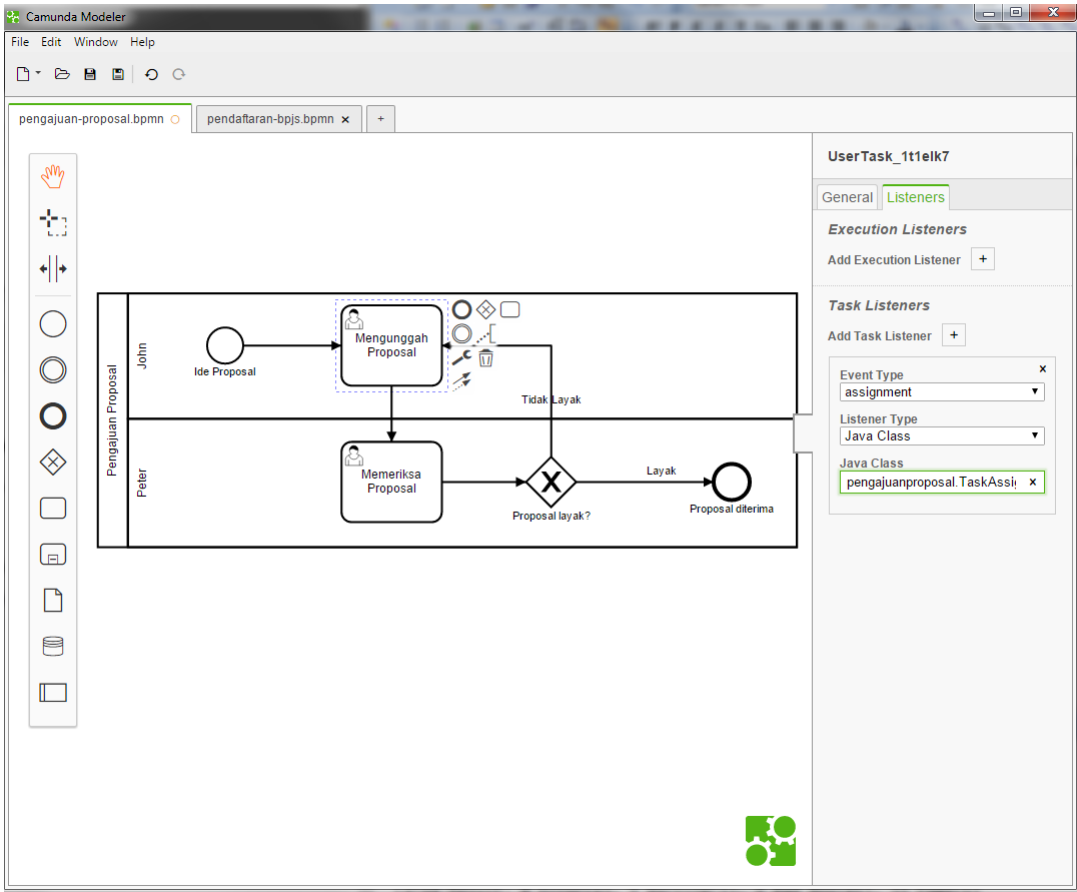 Camunda Modeler
File Edit Window Help
pengajuan-proposal.bpmn
pendaftaran-bpjs.bpmn
UserTask_1t1elk7
General Listeners
Execution Listeners
Add Execution Listener
Task Listeners
Add Task Listener
Event Type
assignment
Listener Type
Java Class
Java Class
pengajuanproposal.TaskAssi
Pengajuan Proposal
John
Ide Proposal
Mengunggah
Proposal
Tidak Layak
Peter
Memeriksa
Proposal
Proposal layak?
Layak
Proposal diterima